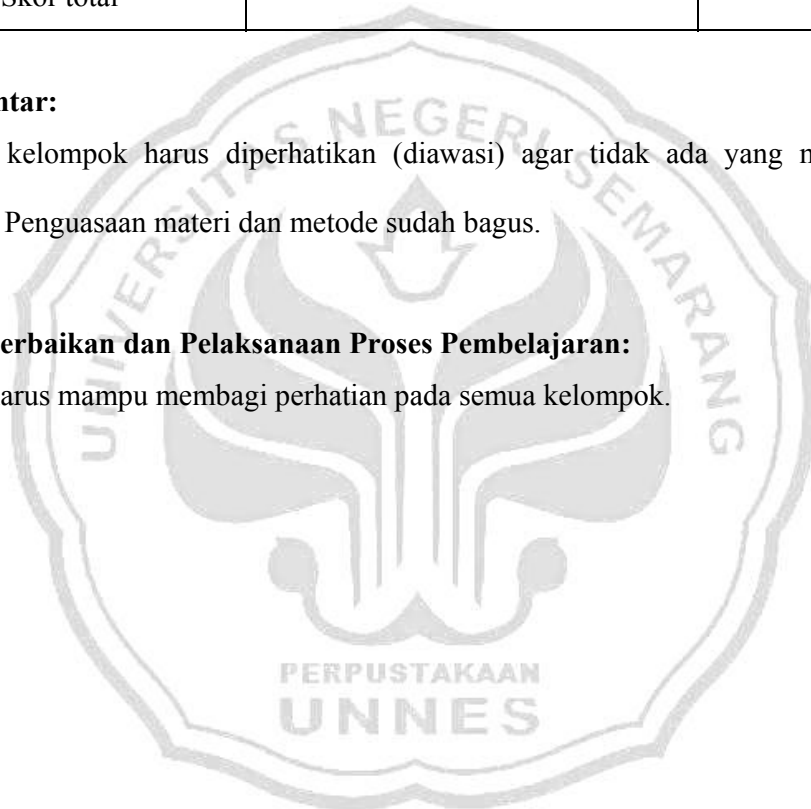 Skor total
ntar:
kelompok harus diperhatikan (diawasi) agar tidak ada yang m
Penguasaan materi dan metode sudah bagus.
erbaikan dan Pelaksanaan Proses Pembelajaran:
arus mampu membagi perhatian pada semua kelompok.
UNIVERSITAS NEGERI SEMARANG
PERPUSTAKAAN
UNNES